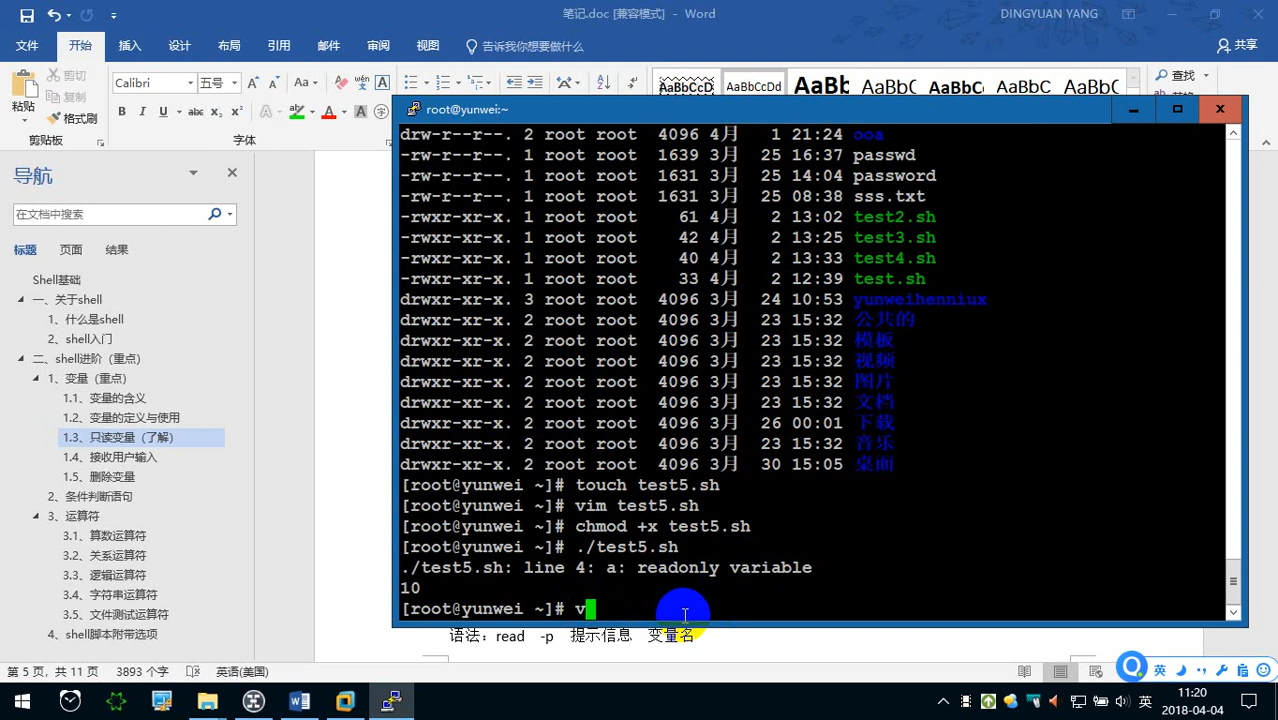 笔记.doc [兼容模式] - Word
DINGYUAN YANG
文件 开始 插入 设计 布局 引用 邮件 审阅 视图 告诉我你想要做什么 共享
粘贴
剪切
复制
格式刷
剪贴板
Calibri 五号
字体
AaBbCcD AaBbCcDd AaBb AaBbC AaBbC AaBbC AaBbC
查找
导航
在文档中搜索
标题 页面 结果
Shell基础
一、关于shell
1、什么是shell
2、shell入门
二、shell进阶（重点）
1、变量（重点）
1.1、变量的含义
1.2、变量的定义与使用
1.3、只读变量（了解）
1.4、接收用户输入
1.5、删除变量
2、条件判断语句
3、运算符
3.1、算数运算符
3.2、关系运算符
3.3、逻辑运算符
3.4、字符串运算符
3.5、文件测试运算符
4、shell脚本附带选项
root@yunwei:~
drw-r--r--. 2 root root 4096 4月 1 21:24 ooa
-rw-r--r--. 1 root root 1639 3月 25 16:37 passwd
-rw-r--r--. 1 root root 1631 3月 25 14:04 password
-rw-r--r--. 1 root root 1631 3月 25 08:38 sss.txt
-rwxr-xr-x. 1 root root 61 4月 2 13:02 test2.sh
-rwxr-xr-x. 1 root root 42 4月 2 13:25 test3.sh
-rwxr-xr-x. 1 root root 40 4月 2 13:33 test4.sh
-rwxr-xr-x. 1 root root 33 4月 2 12:39 test.sh
drwxr-xr-x. 3 root root 4096 3月 24 10:53 yunweihenniux
drwxr-xr-x. 2 root root 4096 3月 23 15:32 公共的
drwxr-xr-x. 2 root root 4096 3月 23 15:32 模板
drwxr-xr-x. 2 root root 4096 3月 23 15:32 视频
drwxr-xr-x. 2 root root 4096 3月 23 15:32 图片
drwxr-xr-x. 2 root root 4096 3月 23 15:32 文档
drwxr-xr-x. 2 root root 4096 3月 26 00:01 下载
drwxr-xr-x. 2 root root 4096 3月 23 15:32 音乐
drwxr-xr-x. 2 root root 4096 3月 30 15:05 桌面
[root@yunwei ~]# touch test5.sh
[root@yunwei ~]# vim test5.sh
[root@yunwei ~]# chmod +x test5.sh
[root@yunwei ~]# ./test5.sh
./test5.sh: line 4: a: readonly variable
10
[root@yunwei ~]# v
语法：read -p 提示信息 变量名
第 5 页，共 11 页 3893 个字 英语(美国)
英
英
11:20
2018-04-04